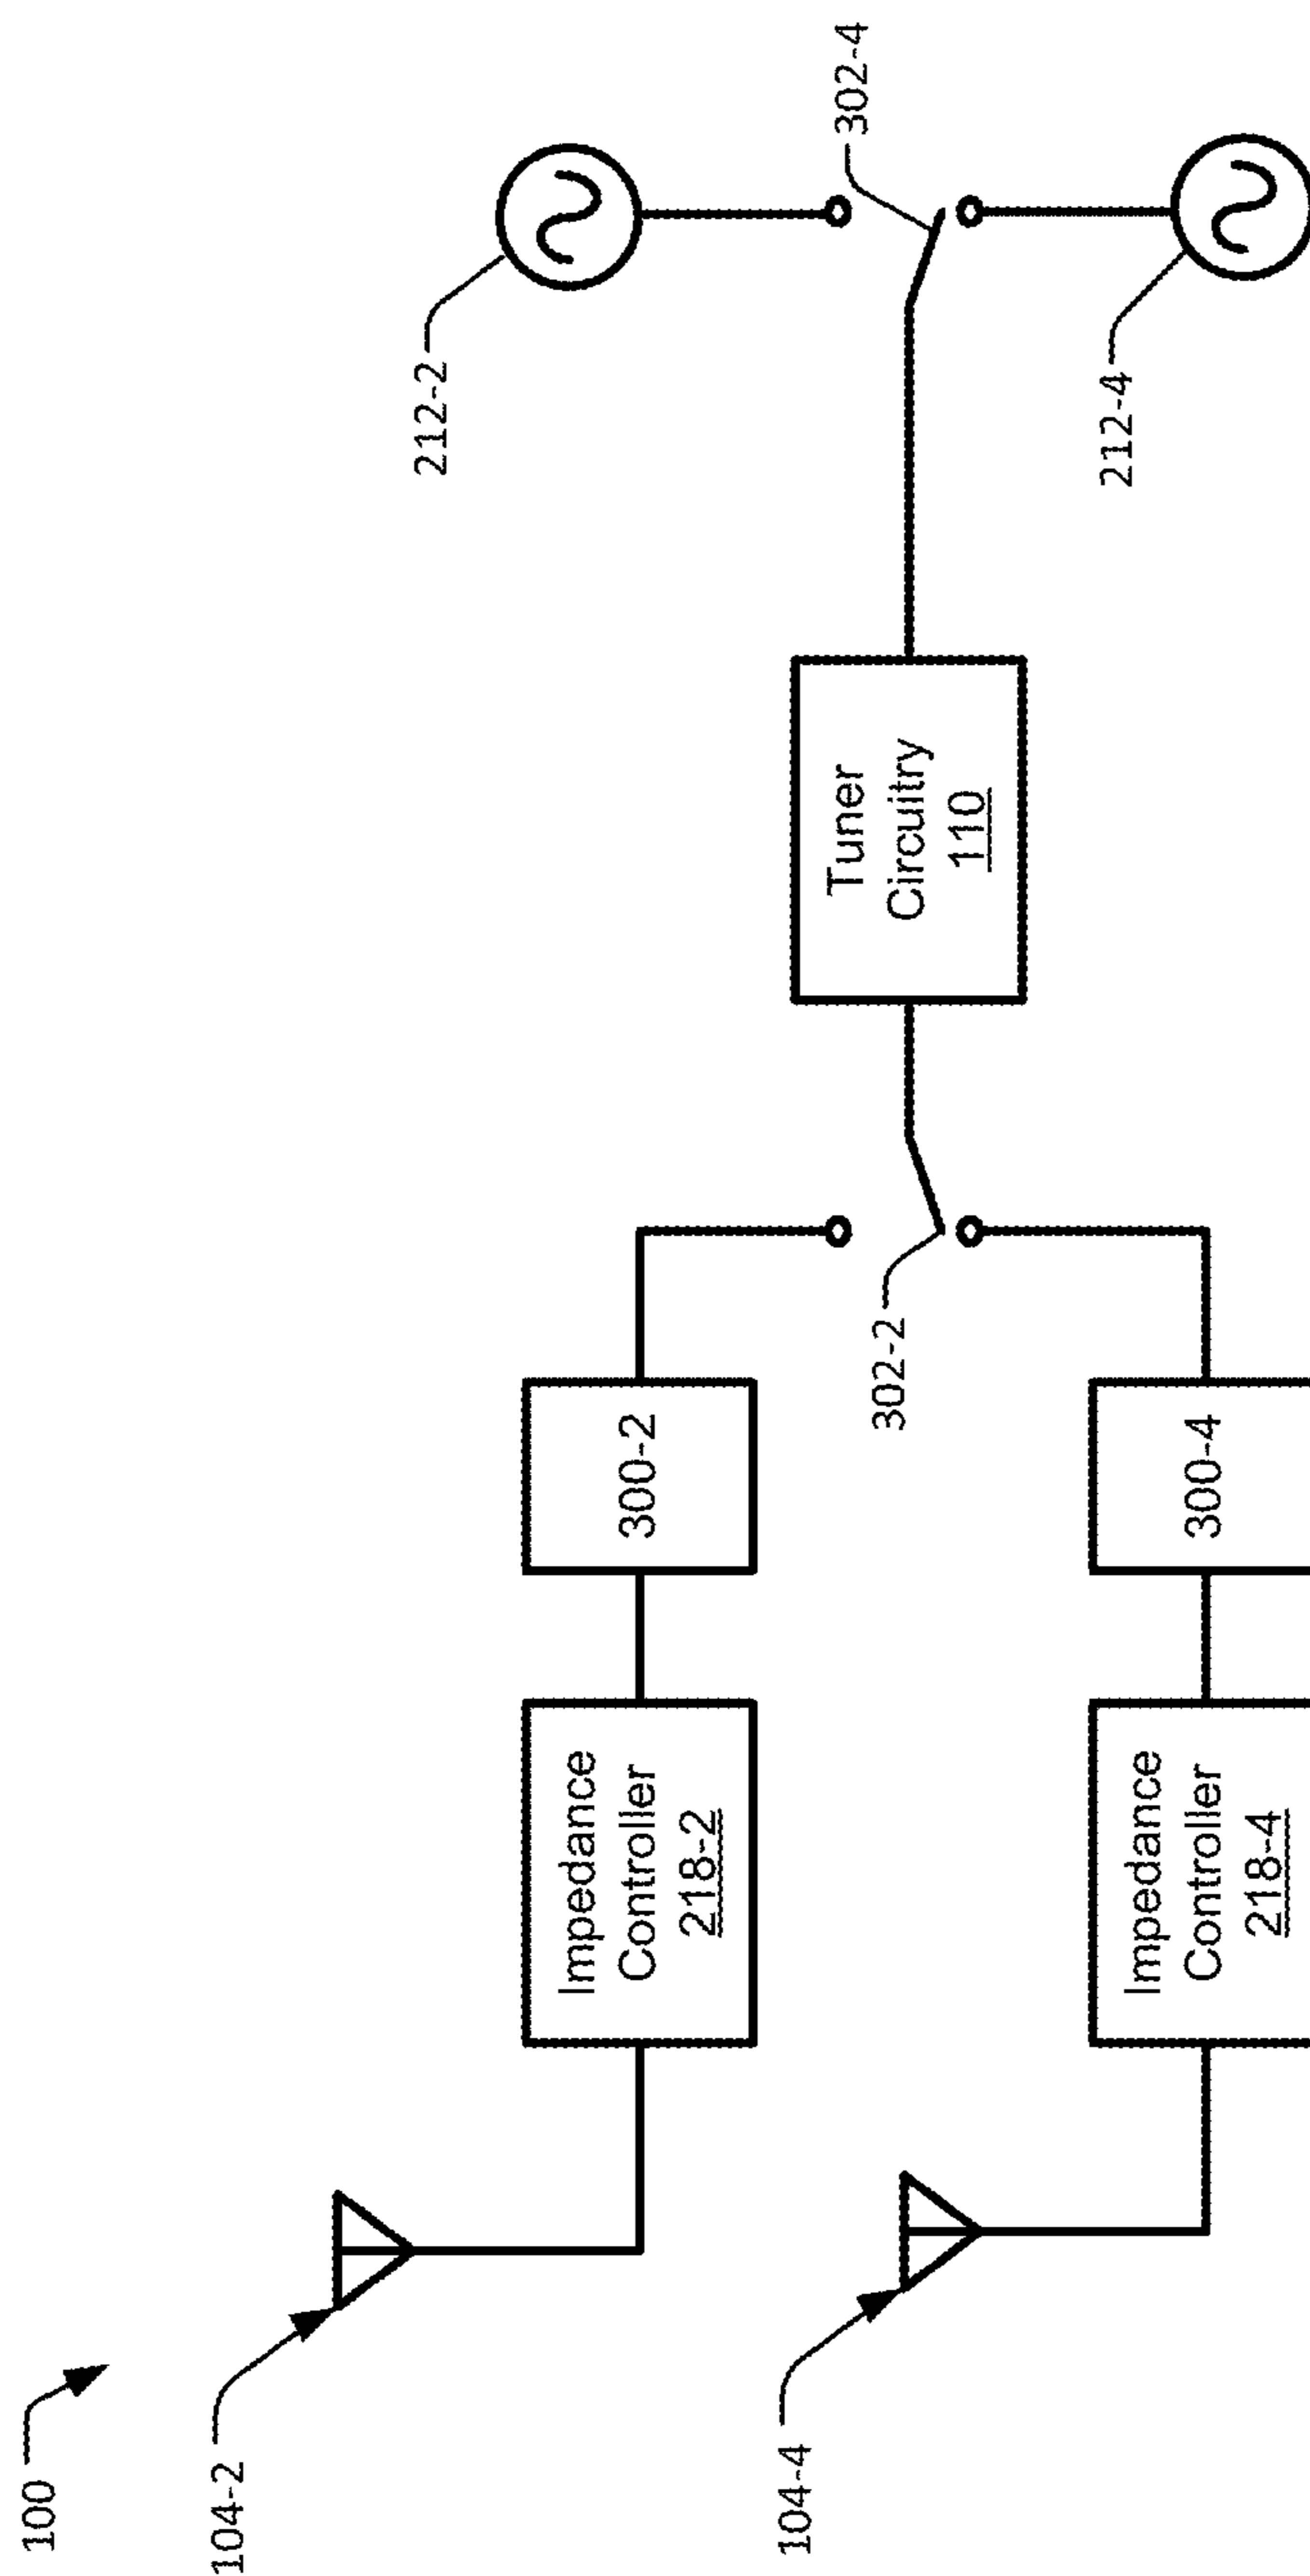 100
104-2
Impedance
Controller
218-2
300-2
302-2
Tuner
Circuitry
110
212-2
302-4
104-4
Impedance
Controller
218-4
300-4
212-4